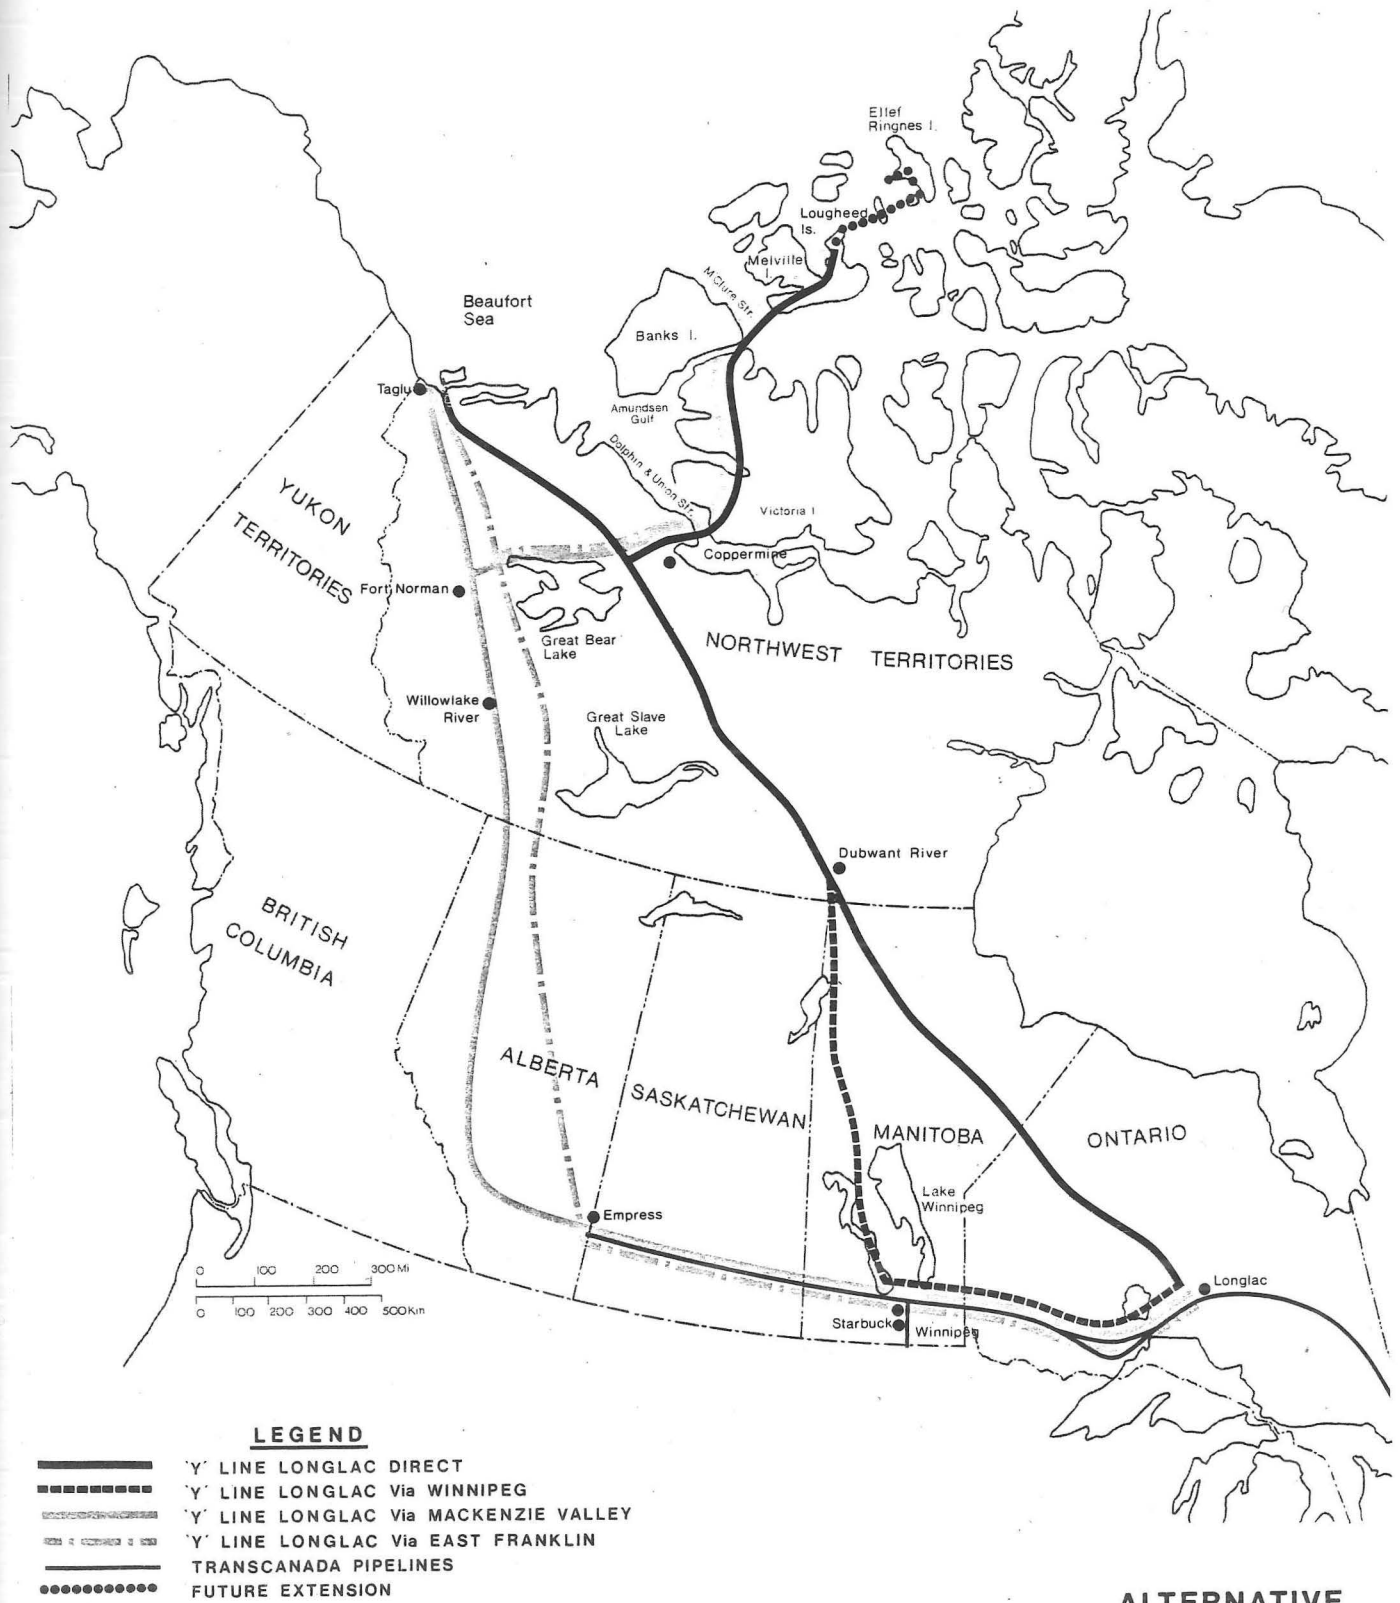 Ellef
Ringnes I.
Lougheed
Is.
Melville
I.
M'Clure Str.
Beaufort
Sea
Banks I.
Taglu
Amundsen
Gulf
Dolphin & Union Str.
Victoria I
YUKON
TERRITORIES
Coppermine
Fort Norman
Great Bear
Lake
NORTHWEST TERRITORIES
Willowlake
River
Great Slave
Lake
Dubwant River
BRITISH
COLUMBIA
ALBERTA
SASKATCHEWAN
MANITOBA
ONTARIO
Lake
Winnipeg
Empress
0 100 200 300 Mi
0 100 200 300 400 500 Km
Longlac
Starbuck
Winnipeg
LEGEND
'Y' LINE LONGLAC DIRECT
'Y' LINE LONGLAC Via WINNIPEG
'Y' LINE LONGLAC Via MACKENZIE VALLEY
'Y' LINE LONGLAC Via EAST FRANKLIN
TRANSCANADA PIPELINES
FUTURE EXTENSION
ALTERNATIVE